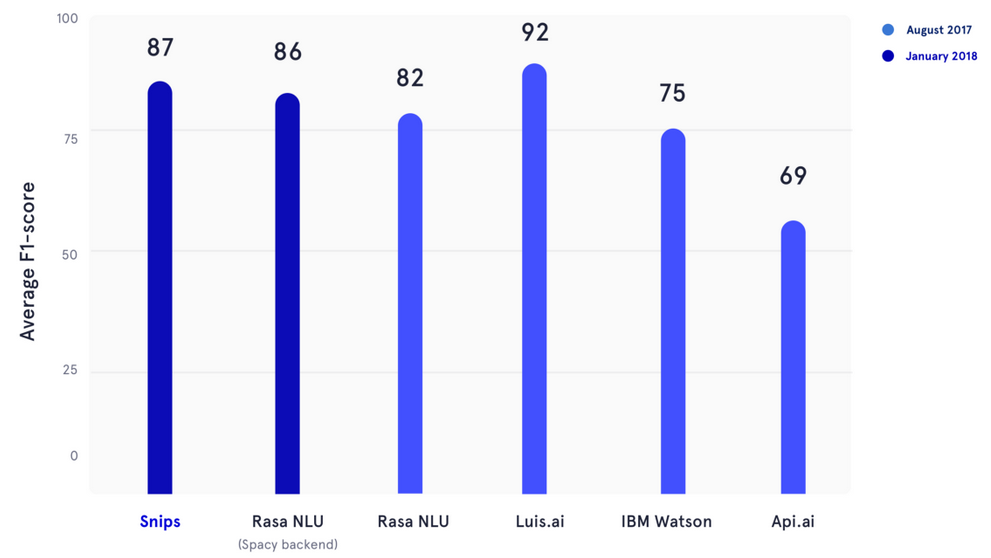 100
75
50
25
0
Average F1-score
87
86
82
92
75
69
Snips
Rasa NLU
(Spacy backend)
Rasa NLU
Luis.ai
IBM Watson
Api.ai
August 2017
January 2018